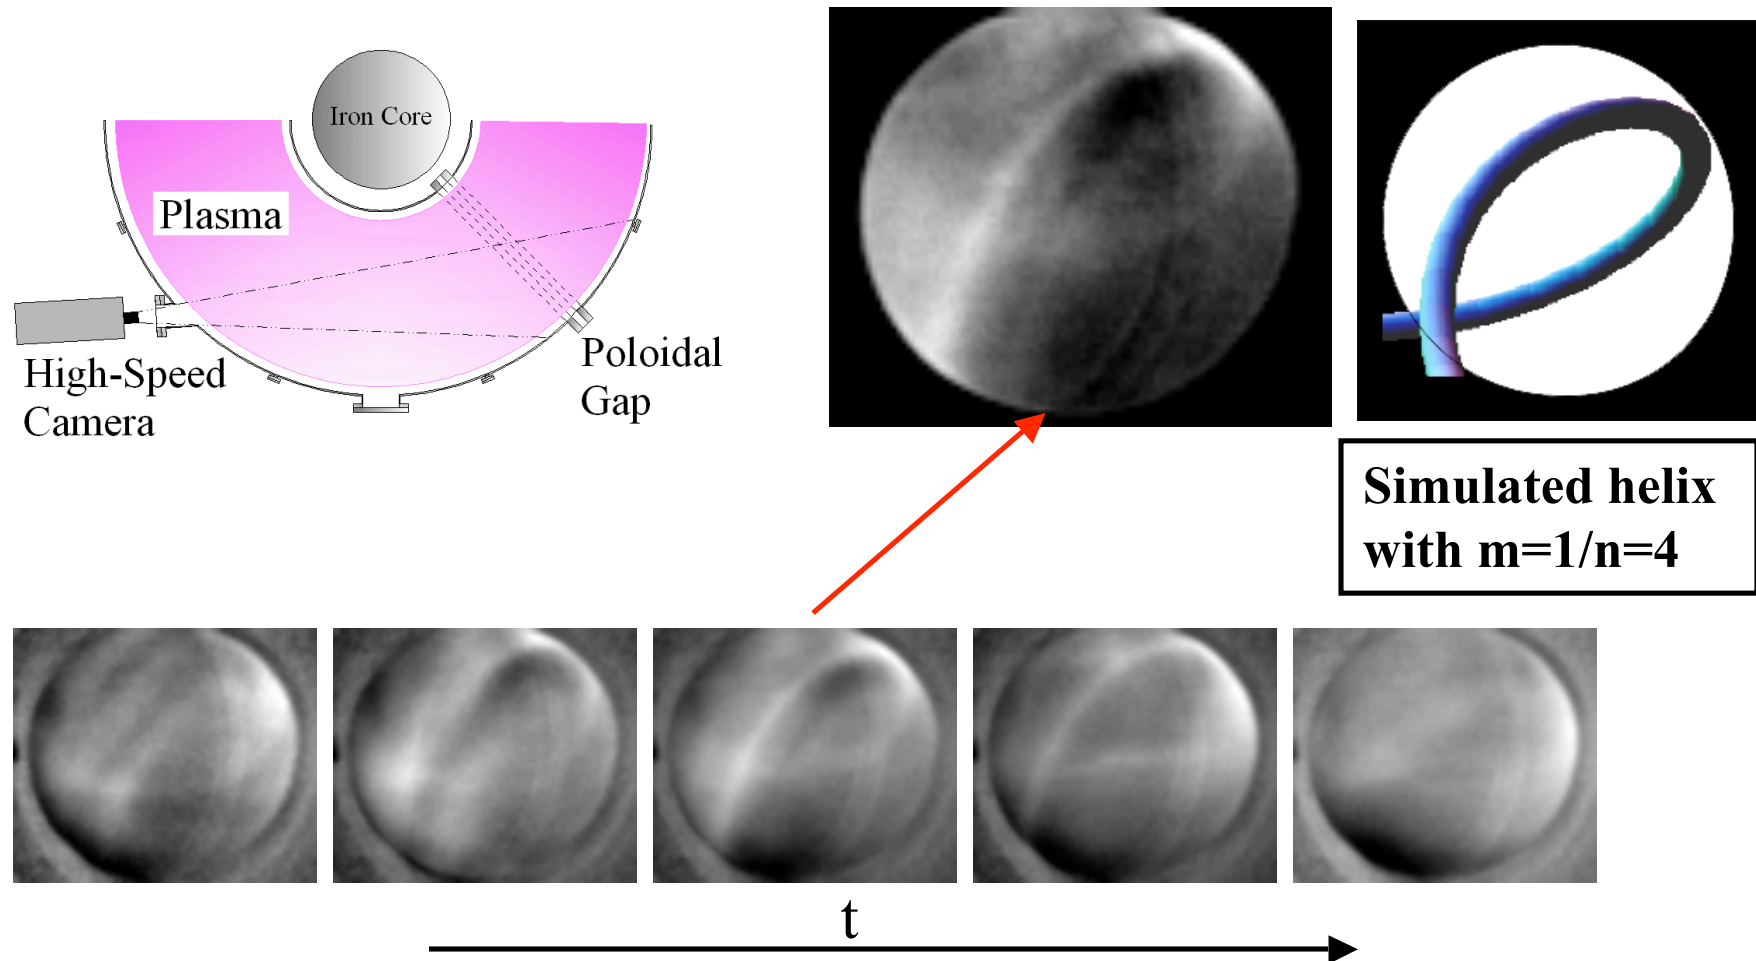 Iron Core
Plasma
High-Speed
Camera
Poloidal
Gap
Simulated helix
with m=1/n=4
t